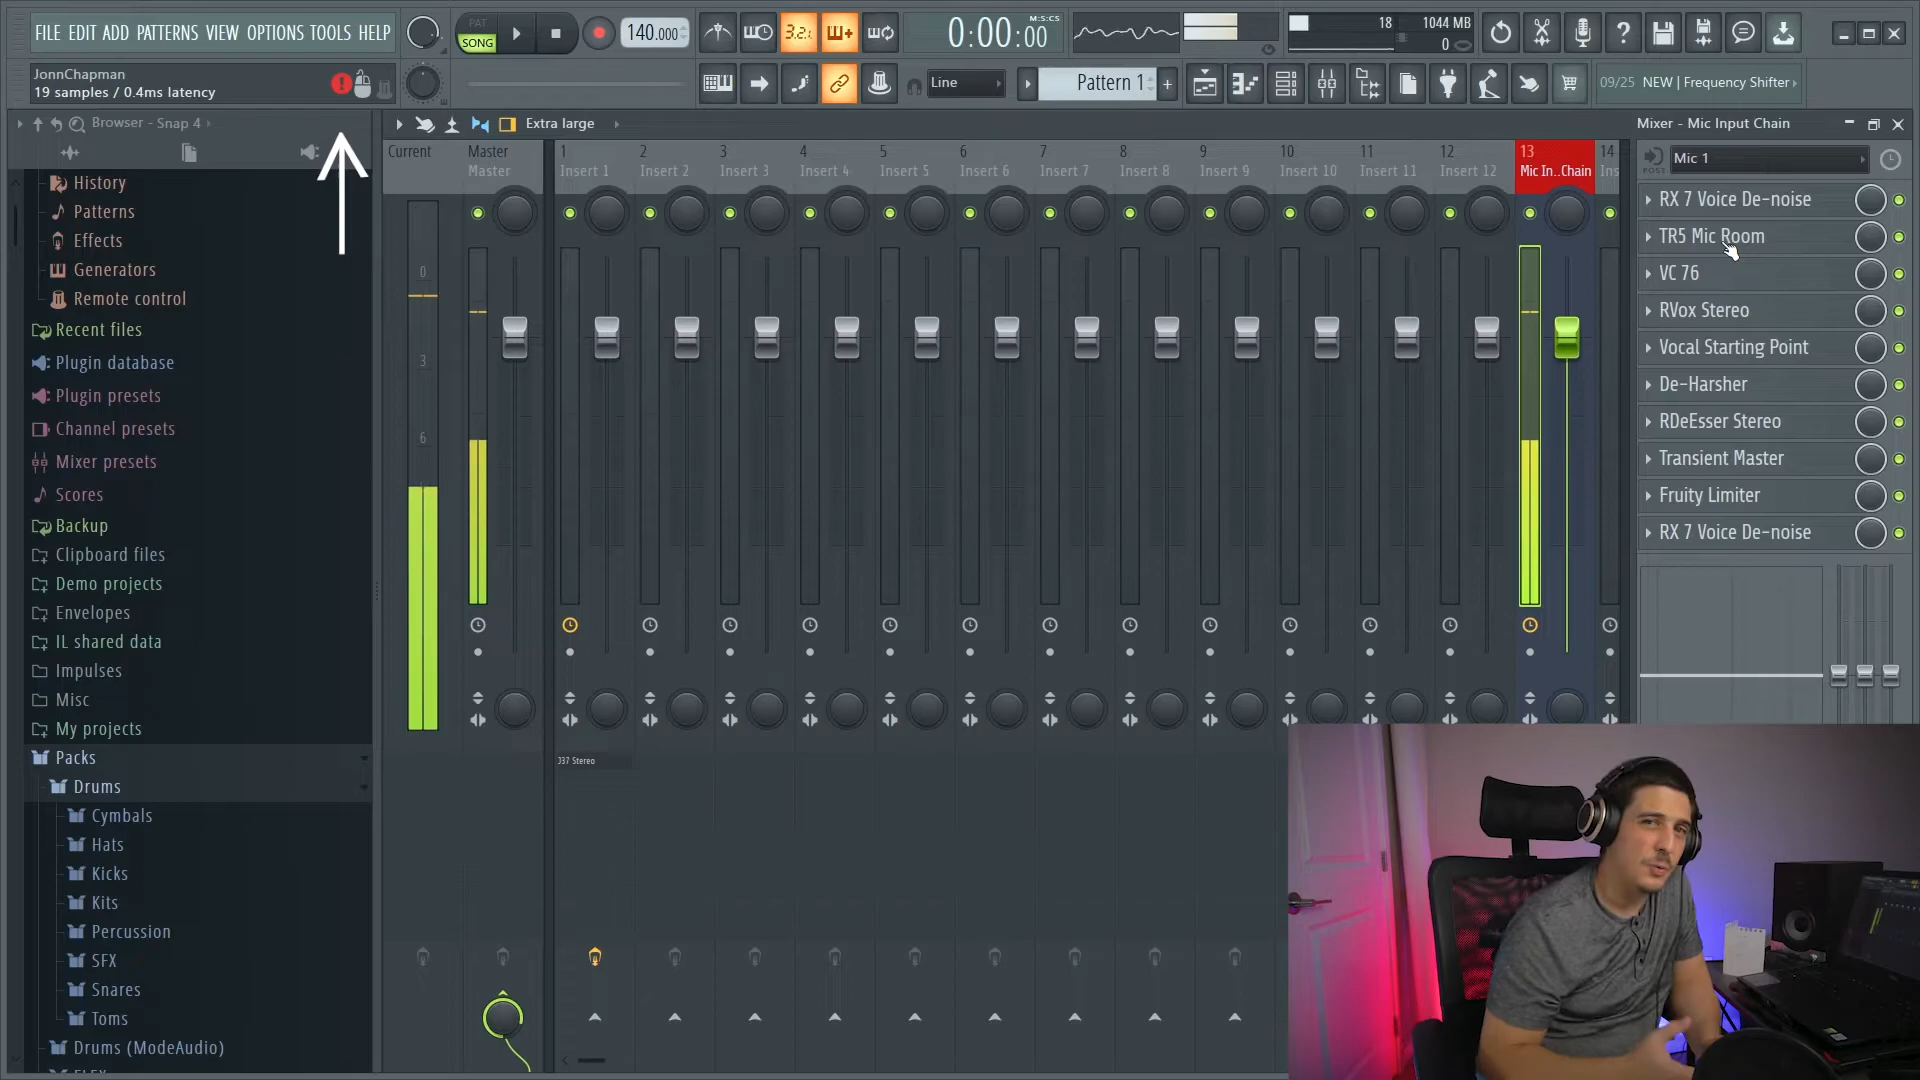 FILE EDIT ADD PATTERNS VIEW OPTIONS TOOLS HELP
PAT
SONG
140.000
3.2.
0:00:00
M:S:CS
18
1044 MB
0
JonnChapman
19 samples / 0.4ms latency
Line
Pattern 1
09/25 NEW | Frequency Shifter
Browser - Snap 4
History
Patterns
Effects
Generators
Remote control
Recent files
Plugin database
Plugin presets
Channel presets
Mixer presets
Scores
Backup
Clipboard files
Demo projects
Envelopes
IL shared data
Impulses
Misc
My projects
Packs
Drums
Cymbals
Hats
Kicks
Kits
Percussion
SFX
Snares
Toms
Drums (ModeAudio)
Extra large
Current
Master
Master
1
Insert 1
2
Insert 2
3
Insert 3
4
Insert 4
5
Insert 5
6
Insert 6
7
Insert 7
8
Insert 8
9
Insert 9
10
Insert 10
11
Insert 11
12
Insert 12
13
Mic In..Chain
14
Ins
0
3
6
J37 Stereo
Mixer - Mic Input Chain
POST
Mic 1
RX 7 Voice De-noise
TR5 Mic Room
VC 76
RVox Stereo
Vocal Starting Point
De-Harsher
RDeEsser Stereo
Transient Master
Fruity Limiter
RX 7 Voice De-noise